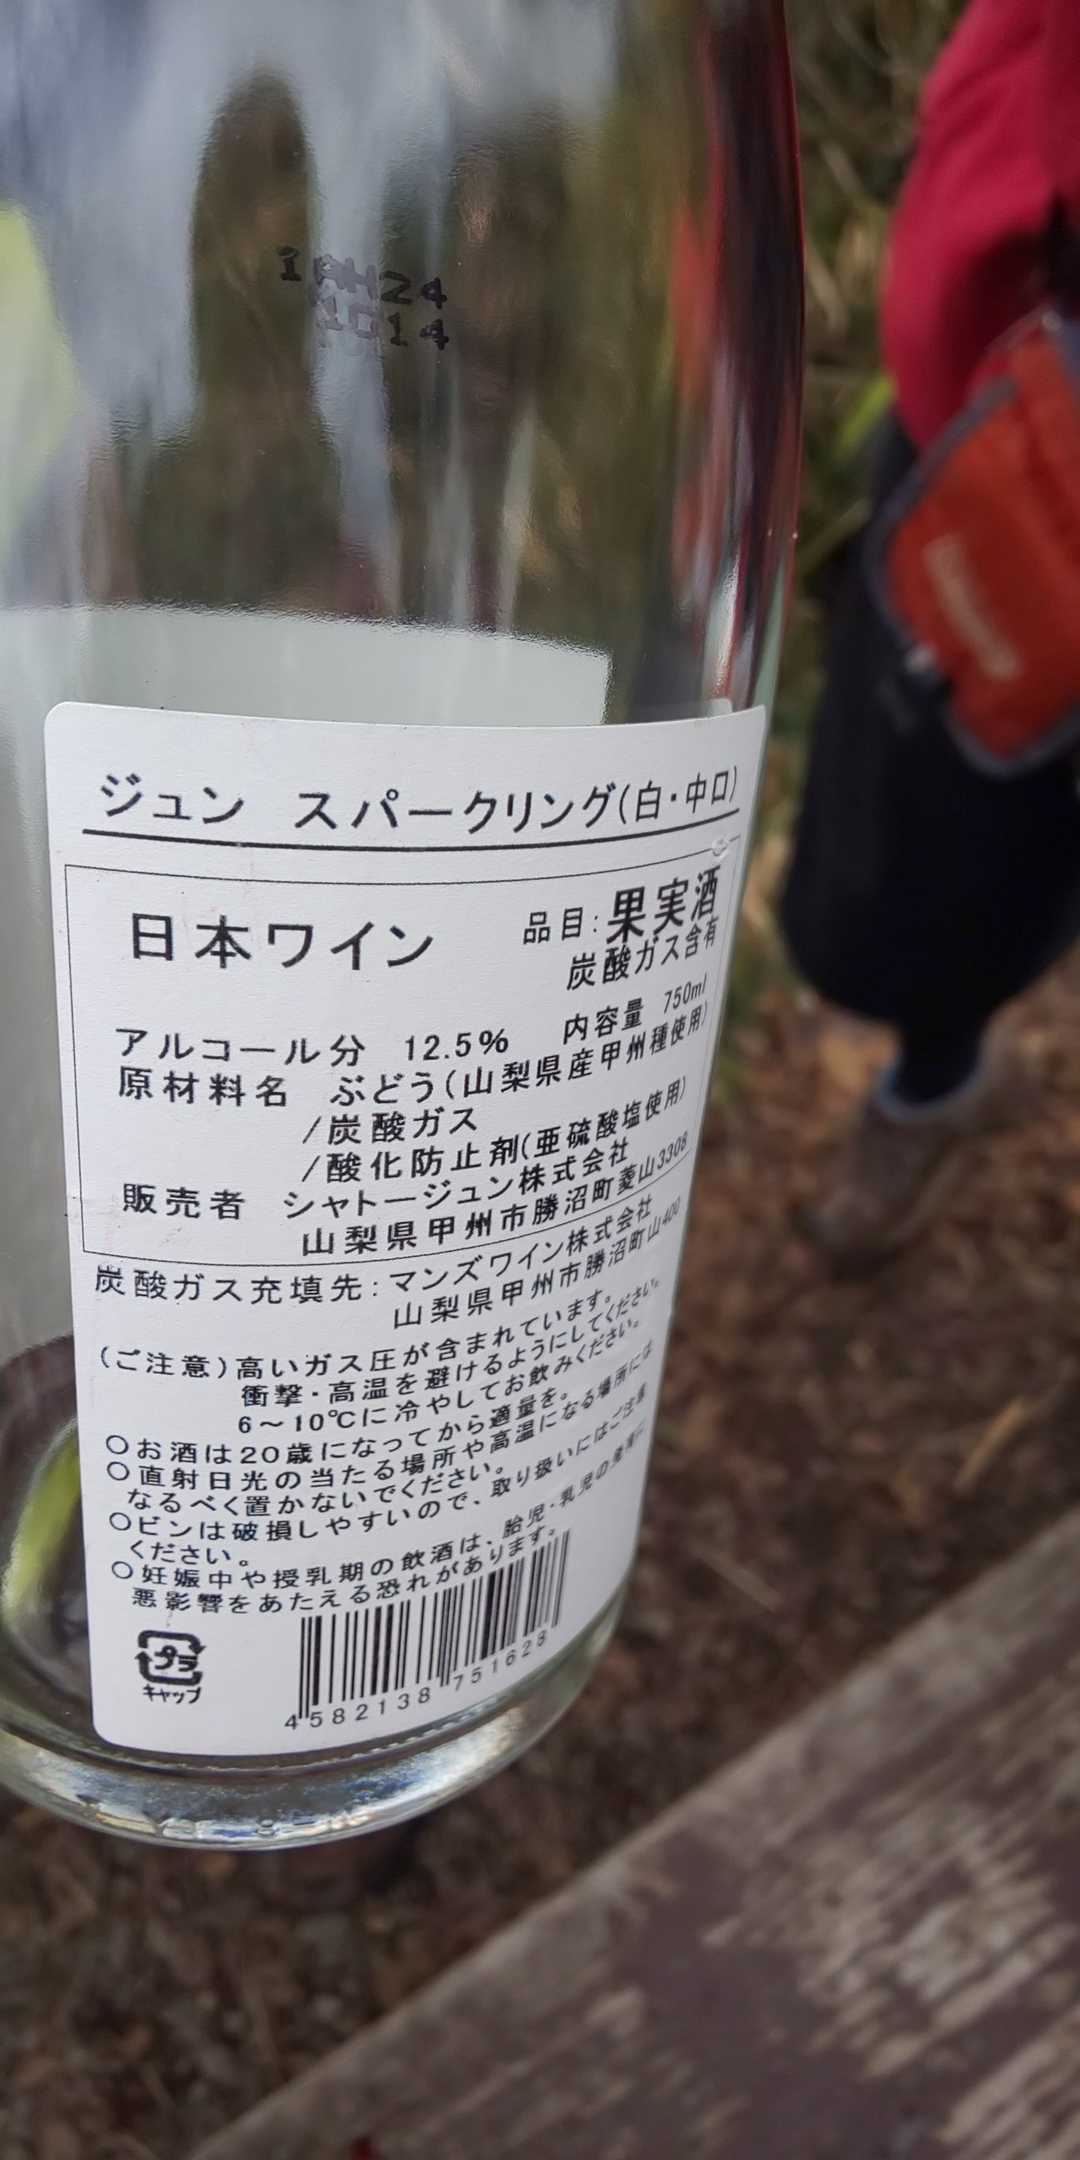 24
1014
ジュン スパークリング(白・中口)
日本ワイン
品目:果実酒
炭酸ガス含有
アルコール分 12.5% 内容量 750ml
原材料名 ぶどう(山梨県産甲州種使用)
/炭酸ガス
/酸化防止剤(亜硫酸塩使用)
販売者 シャトージュン株式会社
山梨県甲州市勝沼町菱山3308
炭酸ガス充填先:マンズワイン株式会社
山梨県甲州市勝沼町山400
(ご注意)高いガス圧が含まれています。
衝撃・高温を避けるようにしてください。
6～10℃に冷やしてお飲みください。
○お酒は20歳になってから適量を。
○直射日光の当たる場所や高温になる場所には
なるべく置かないでください。
○ビンは破損しやすいので、取り扱いにはご注意
ください。
○妊娠中や授乳期の飲酒は、胎児・乳児の発育に
悪影響をあたえる恐れがあります。
プラ
キャップ
4582138751628